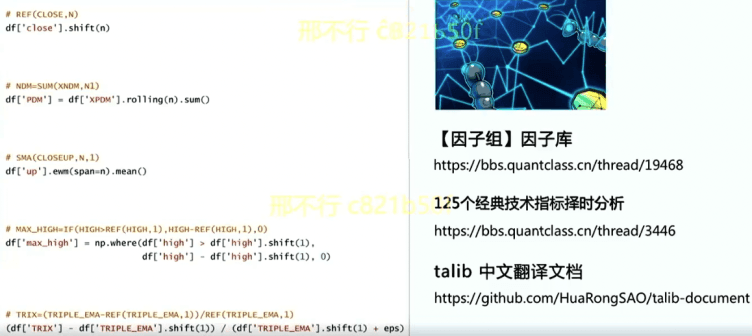 # REF(CLOSE,N)
df['close'].shift(n)
# NDM=SUM(XNDM,N1)
df['PDM'] = df['XPDM'].rolling(n).sum()
# SMA(CLOSEUP,N,1)
df['up'].ewm(span=n).mean()
# MAX_HIGH=IF(HIGH>REF(HIGH,1),HIGH-REF(HIGH,1),0)
df['max_high'] = np.where(df['high'] > df['high'].shift(1),
df['high'] - df['high'].shift(1), 0)
# TRIX=(TRIPLE_EMA-REF(TRIPLE_EMA,1))/REF(TRIPLE_EMA,1)
(df['TRIX'] - df['TRIPLE_EMA'].shift(1)) / (df['TRIPLE_EMA'].shift(1) + eps)
邢不行 c821b50f
【因子组】因子库
https://bbs.quantclass.cn/thread/19468
邢不行 c821b50f
125个经典技术指标择时分析
https://bbs.quantclass.cn/thread/3446
talib 中文翻译文档
https://github.com/HuaRongSAO/talib-document